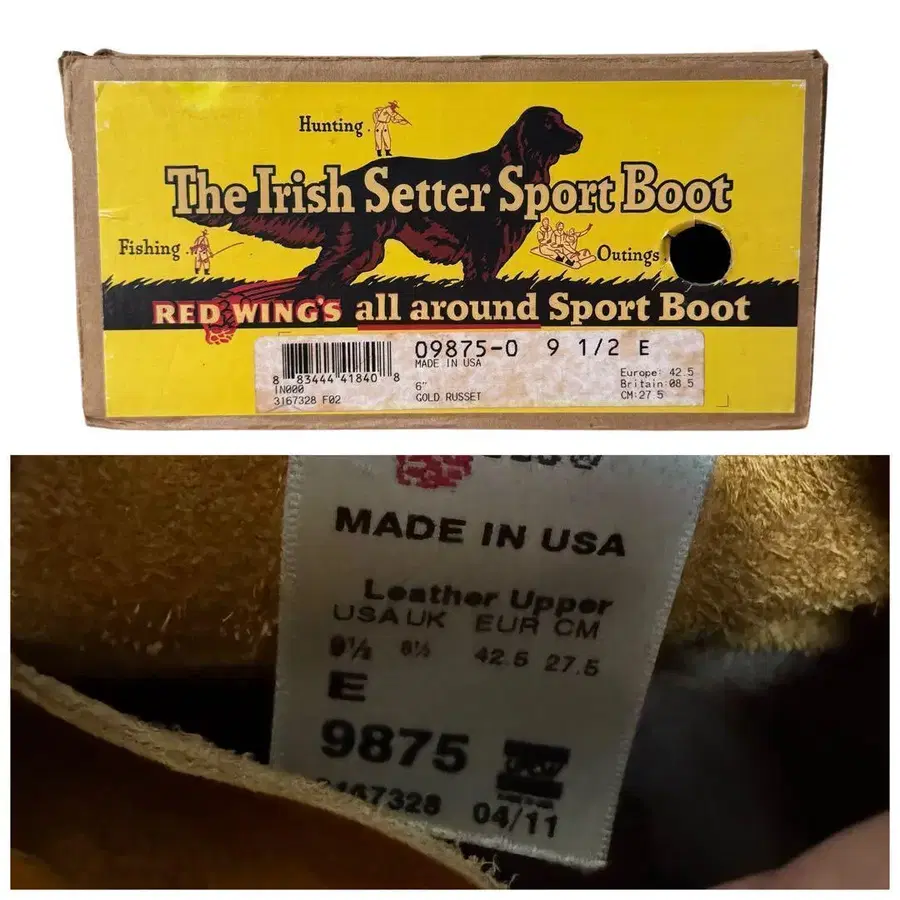 Hunting
The Irish Setter Sport Boot
Fishing
Outings
RED WING'S all around Sport Boot
09875-0 9 1/2 E
MADE IN USA
8 83444 41840 8
IN000
3167328 F02
6"
GOLD RUSSET
Europe: 42.5
Britain:08.5
CM:27.5
MADE IN USA
Leather Upper
USA UK EUR CM
9½ 8½ 42.5 27.5
E
9875
167328 04/11